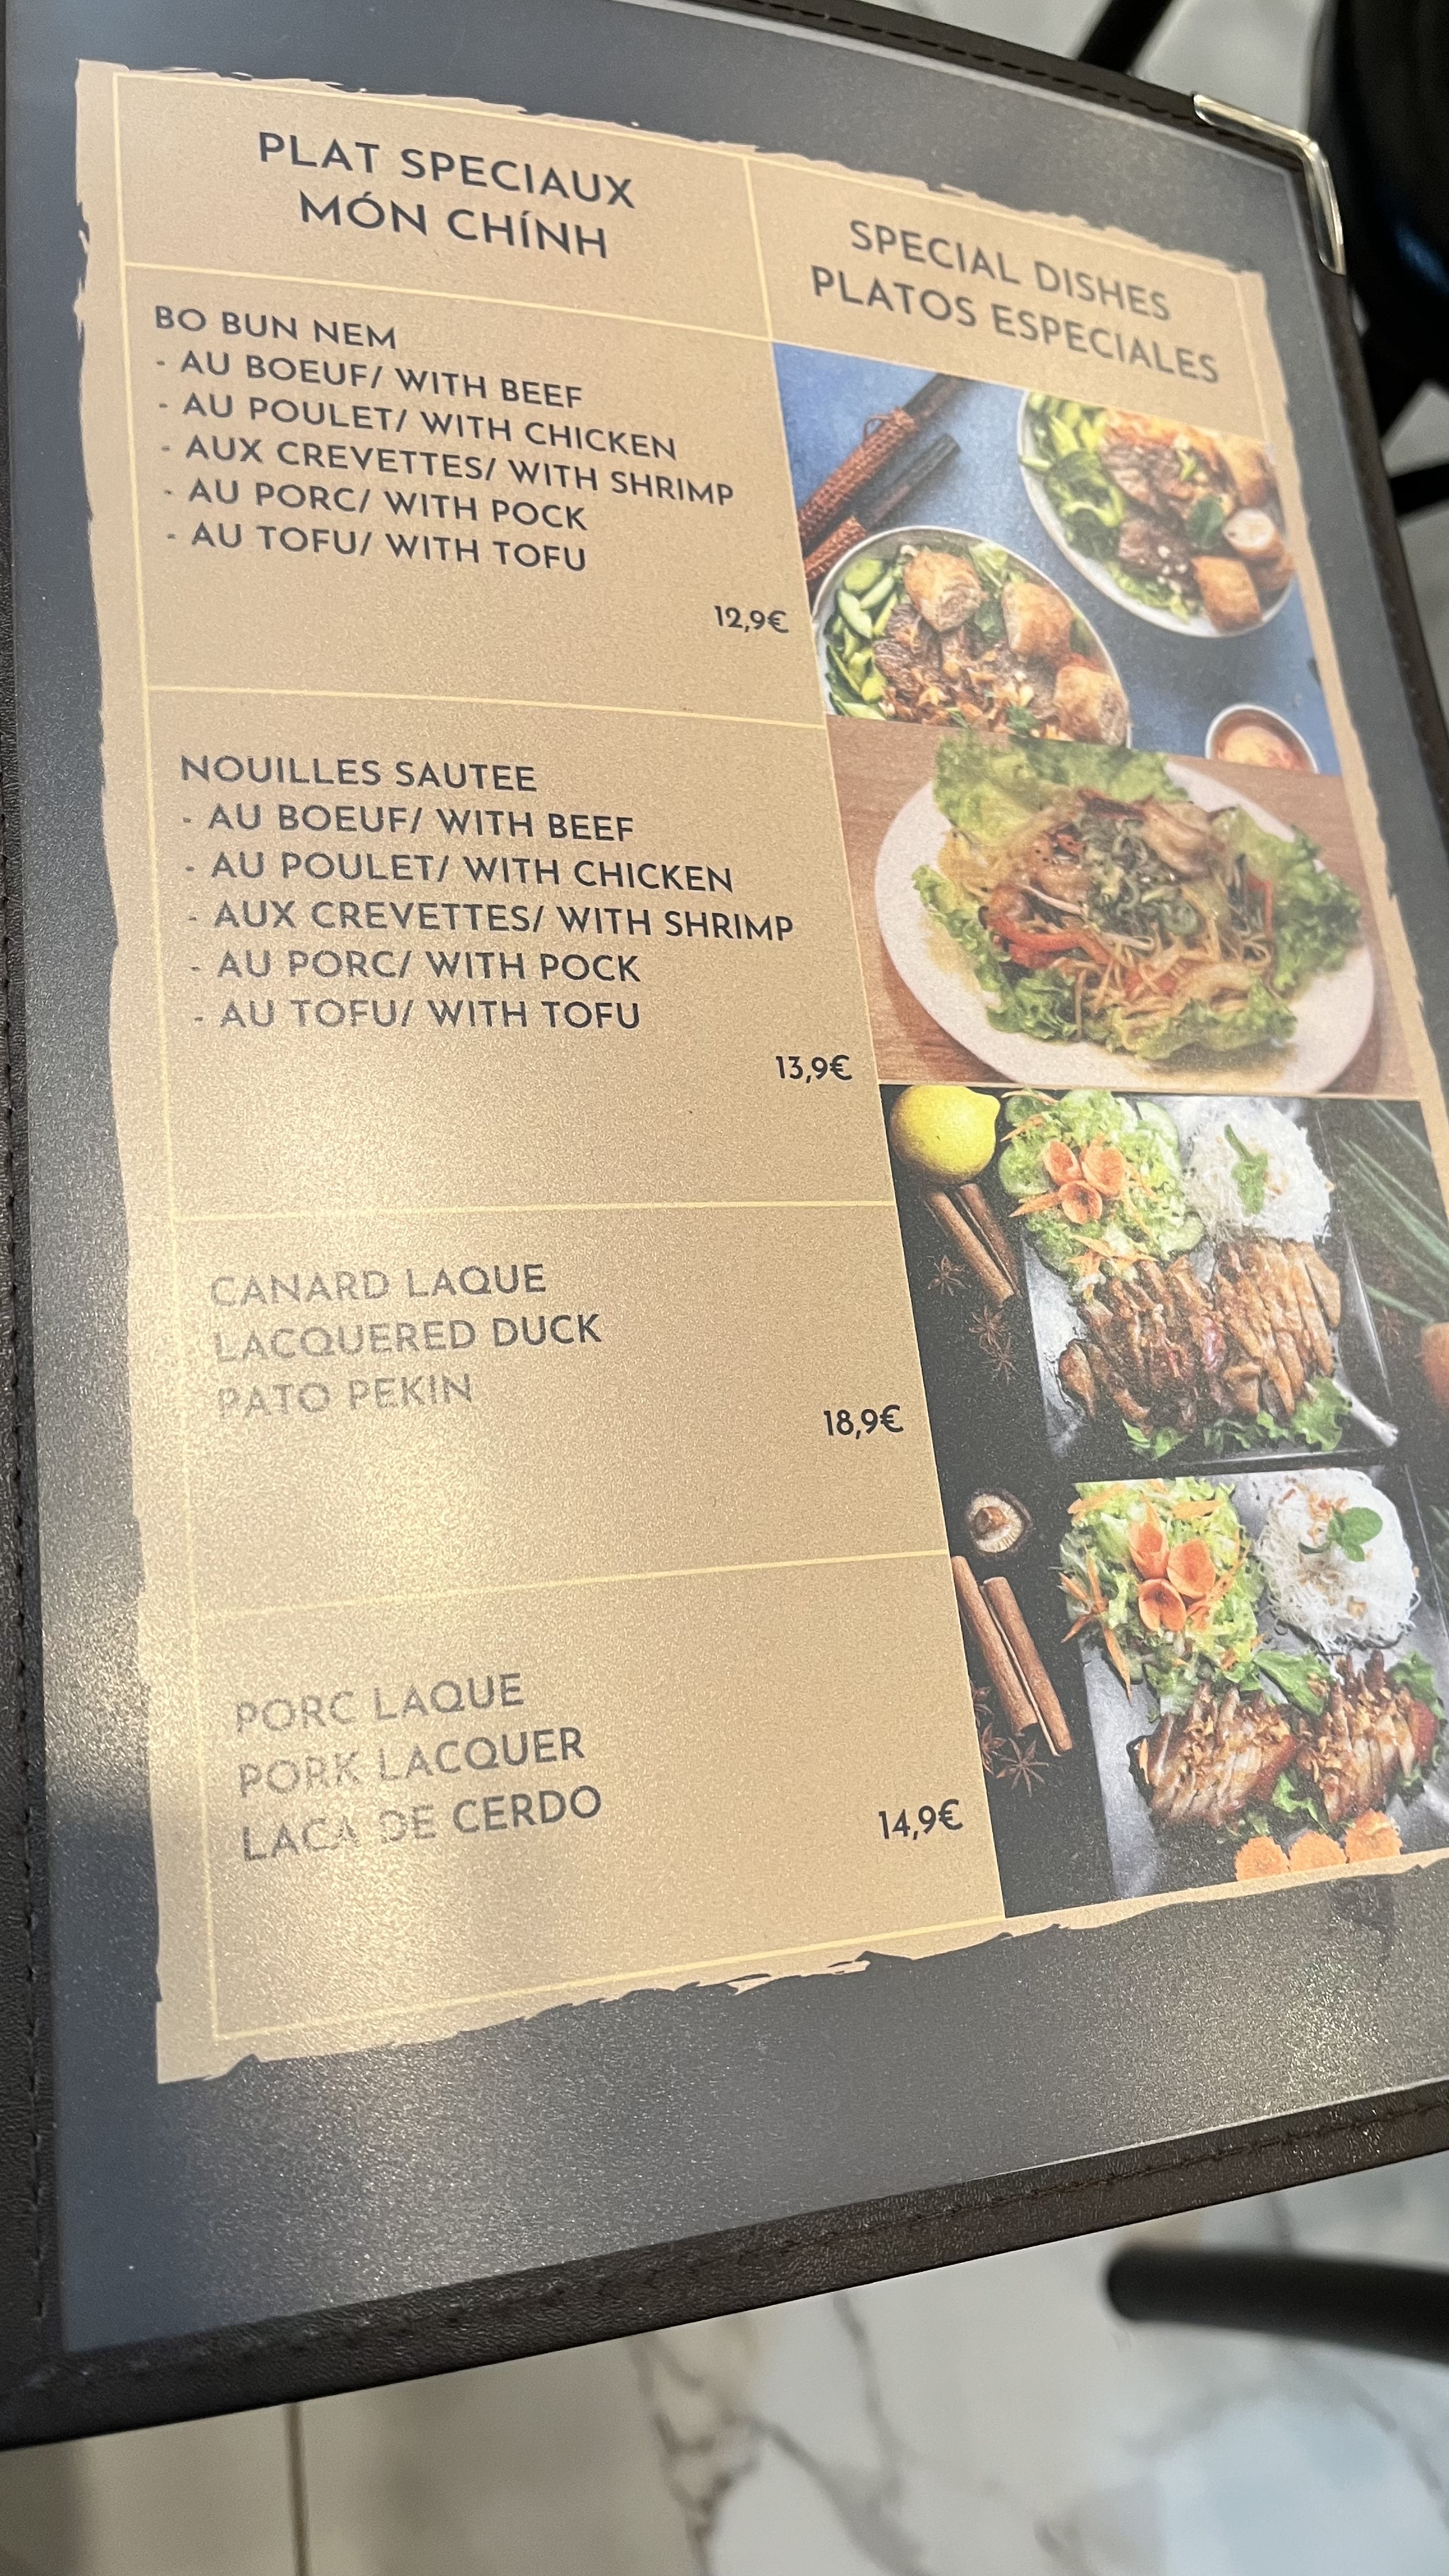 PLAT SPECIAUX
MÓN CHÍNH
SPECIAL DISHES
PLATOS ESPECIALES
BO BUN NEM
- AU BOEUF/ WITH BEEF
- AU POULET/ WITH CHICKEN
- AUX CREVETTES/ WITH SHRIMP
- AU PORC/ WITH POCK
- AU TOFU/ WITH TOFU
12,9€
NOUILLES SAUTEE
- AU BOEUF/ WITH BEEF
- AU POULET/ WITH CHICKEN
- AUX CREVETTES/ WITH SHRIMP
- AU PORC/ WITH POCK
- AU TOFU/ WITH TOFU
13,9€
CANARD LAQUE
LACQUERED DUCK
PATO PEKIN
18,9€
PORC LAQUE
PORK LACQUER
LACA DE CERDO
14,9€